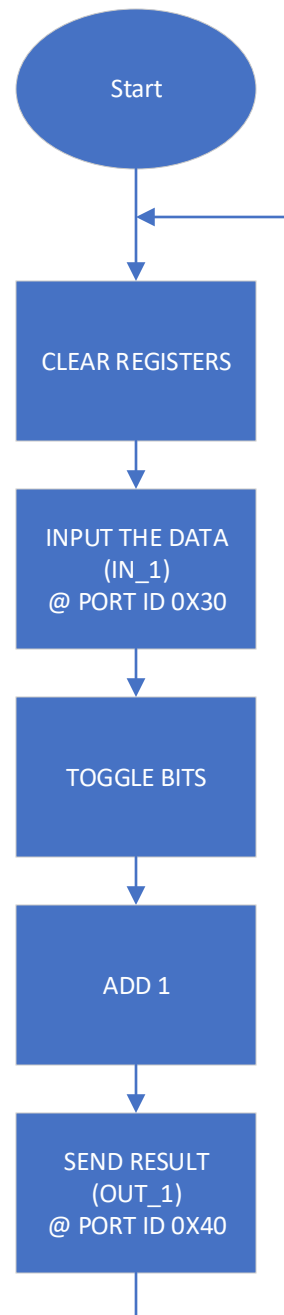 Start
CLEAR REGISTERS
INPUT THE DATA
(IN_1)
@ PORT ID 0X30
TOGGLE BITS
ADD 1
SEND RESULT
(OUT_1)
@ PORT ID 0X40